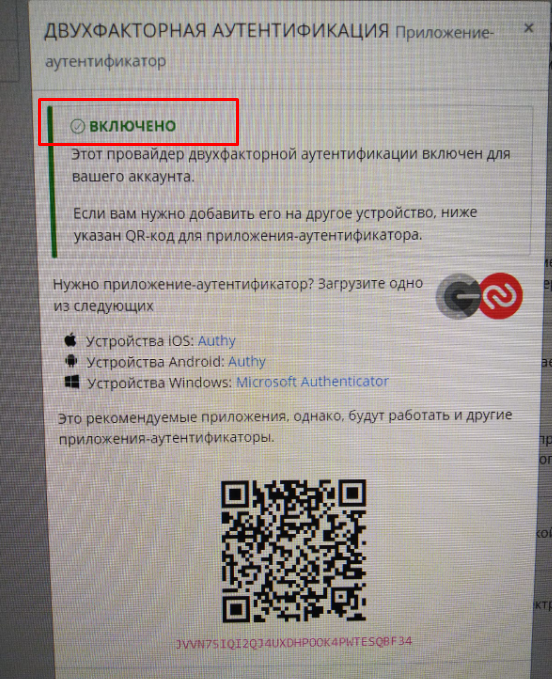 ДВУХФАКТОРНАЯ АУТЕНТИФИКАЦИЯ Приложение-
аутентификатор
×
ВКЛЮЧЕНО
Этот провайдер двухфакторной аутентификации включен для
вашего аккаунта.
Если вам нужно добавить его на другое устройство, ниже
указан QR-код для приложения-аутентификатора.
Нужно приложение-аутентификатор? Загрузите одно
из следующих
Устройства iOS: Authy
Устройства Android: Authy
Устройства Windows: Microsoft Authenticator
Это рекомендуемые приложения, однако, будут работать и другие
приложения-аутентификаторы.